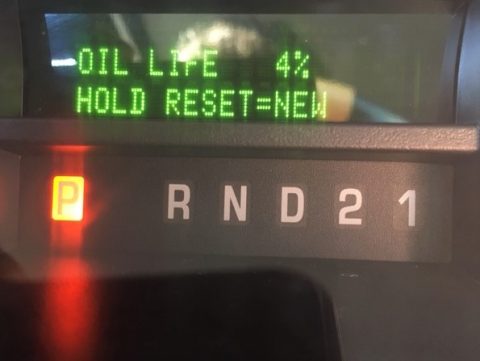 OIL LIFE 4%
HOLD RESET=NEW
P R N D 2 1